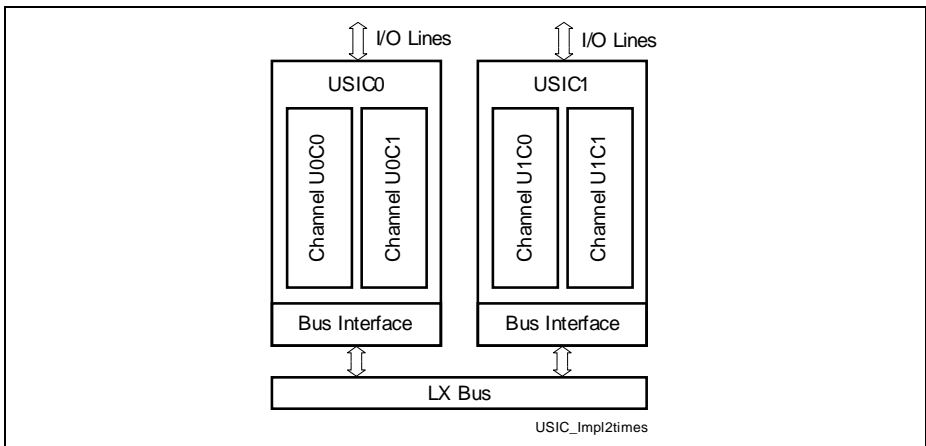 I/O Lines
I/O Lines
USIC0
USIC1
Channel U0C0
Channel U0C1
Channel U1C0
Channel U1C1
Bus Interface
Bus Interface
LX Bus
USIC_Impl2times